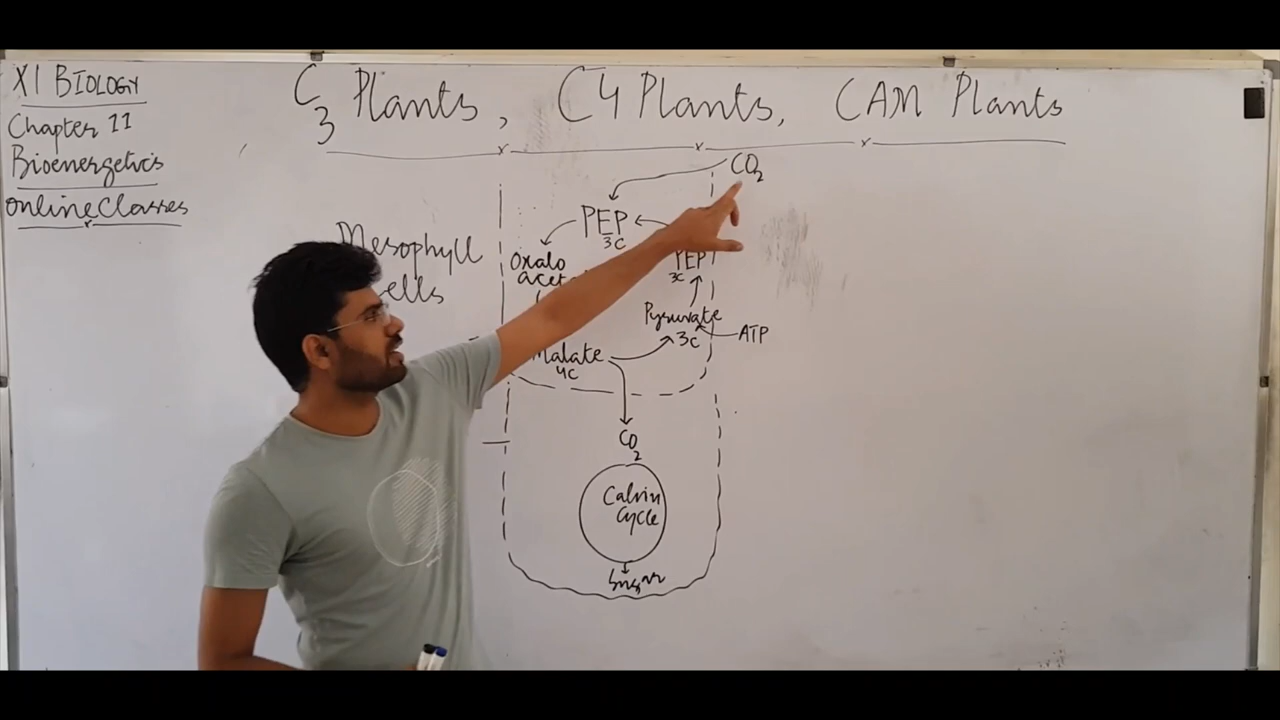 XI BIOLOGY
Chapter 11
Bioenergetics
Online Classes
C3 Plants, C4 Plants, CAM Plants
CO2
PEP
3C
Mesophyll
Oxalo
PEP
3C
Pyruvate
3C
ATP
Malate
4C
CO2
Calvin
Cycle
Sugar